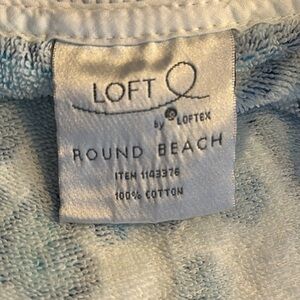 LOFT
by LOFTEX
ROUND BEACH
ITEM 1143376
100% COTTON